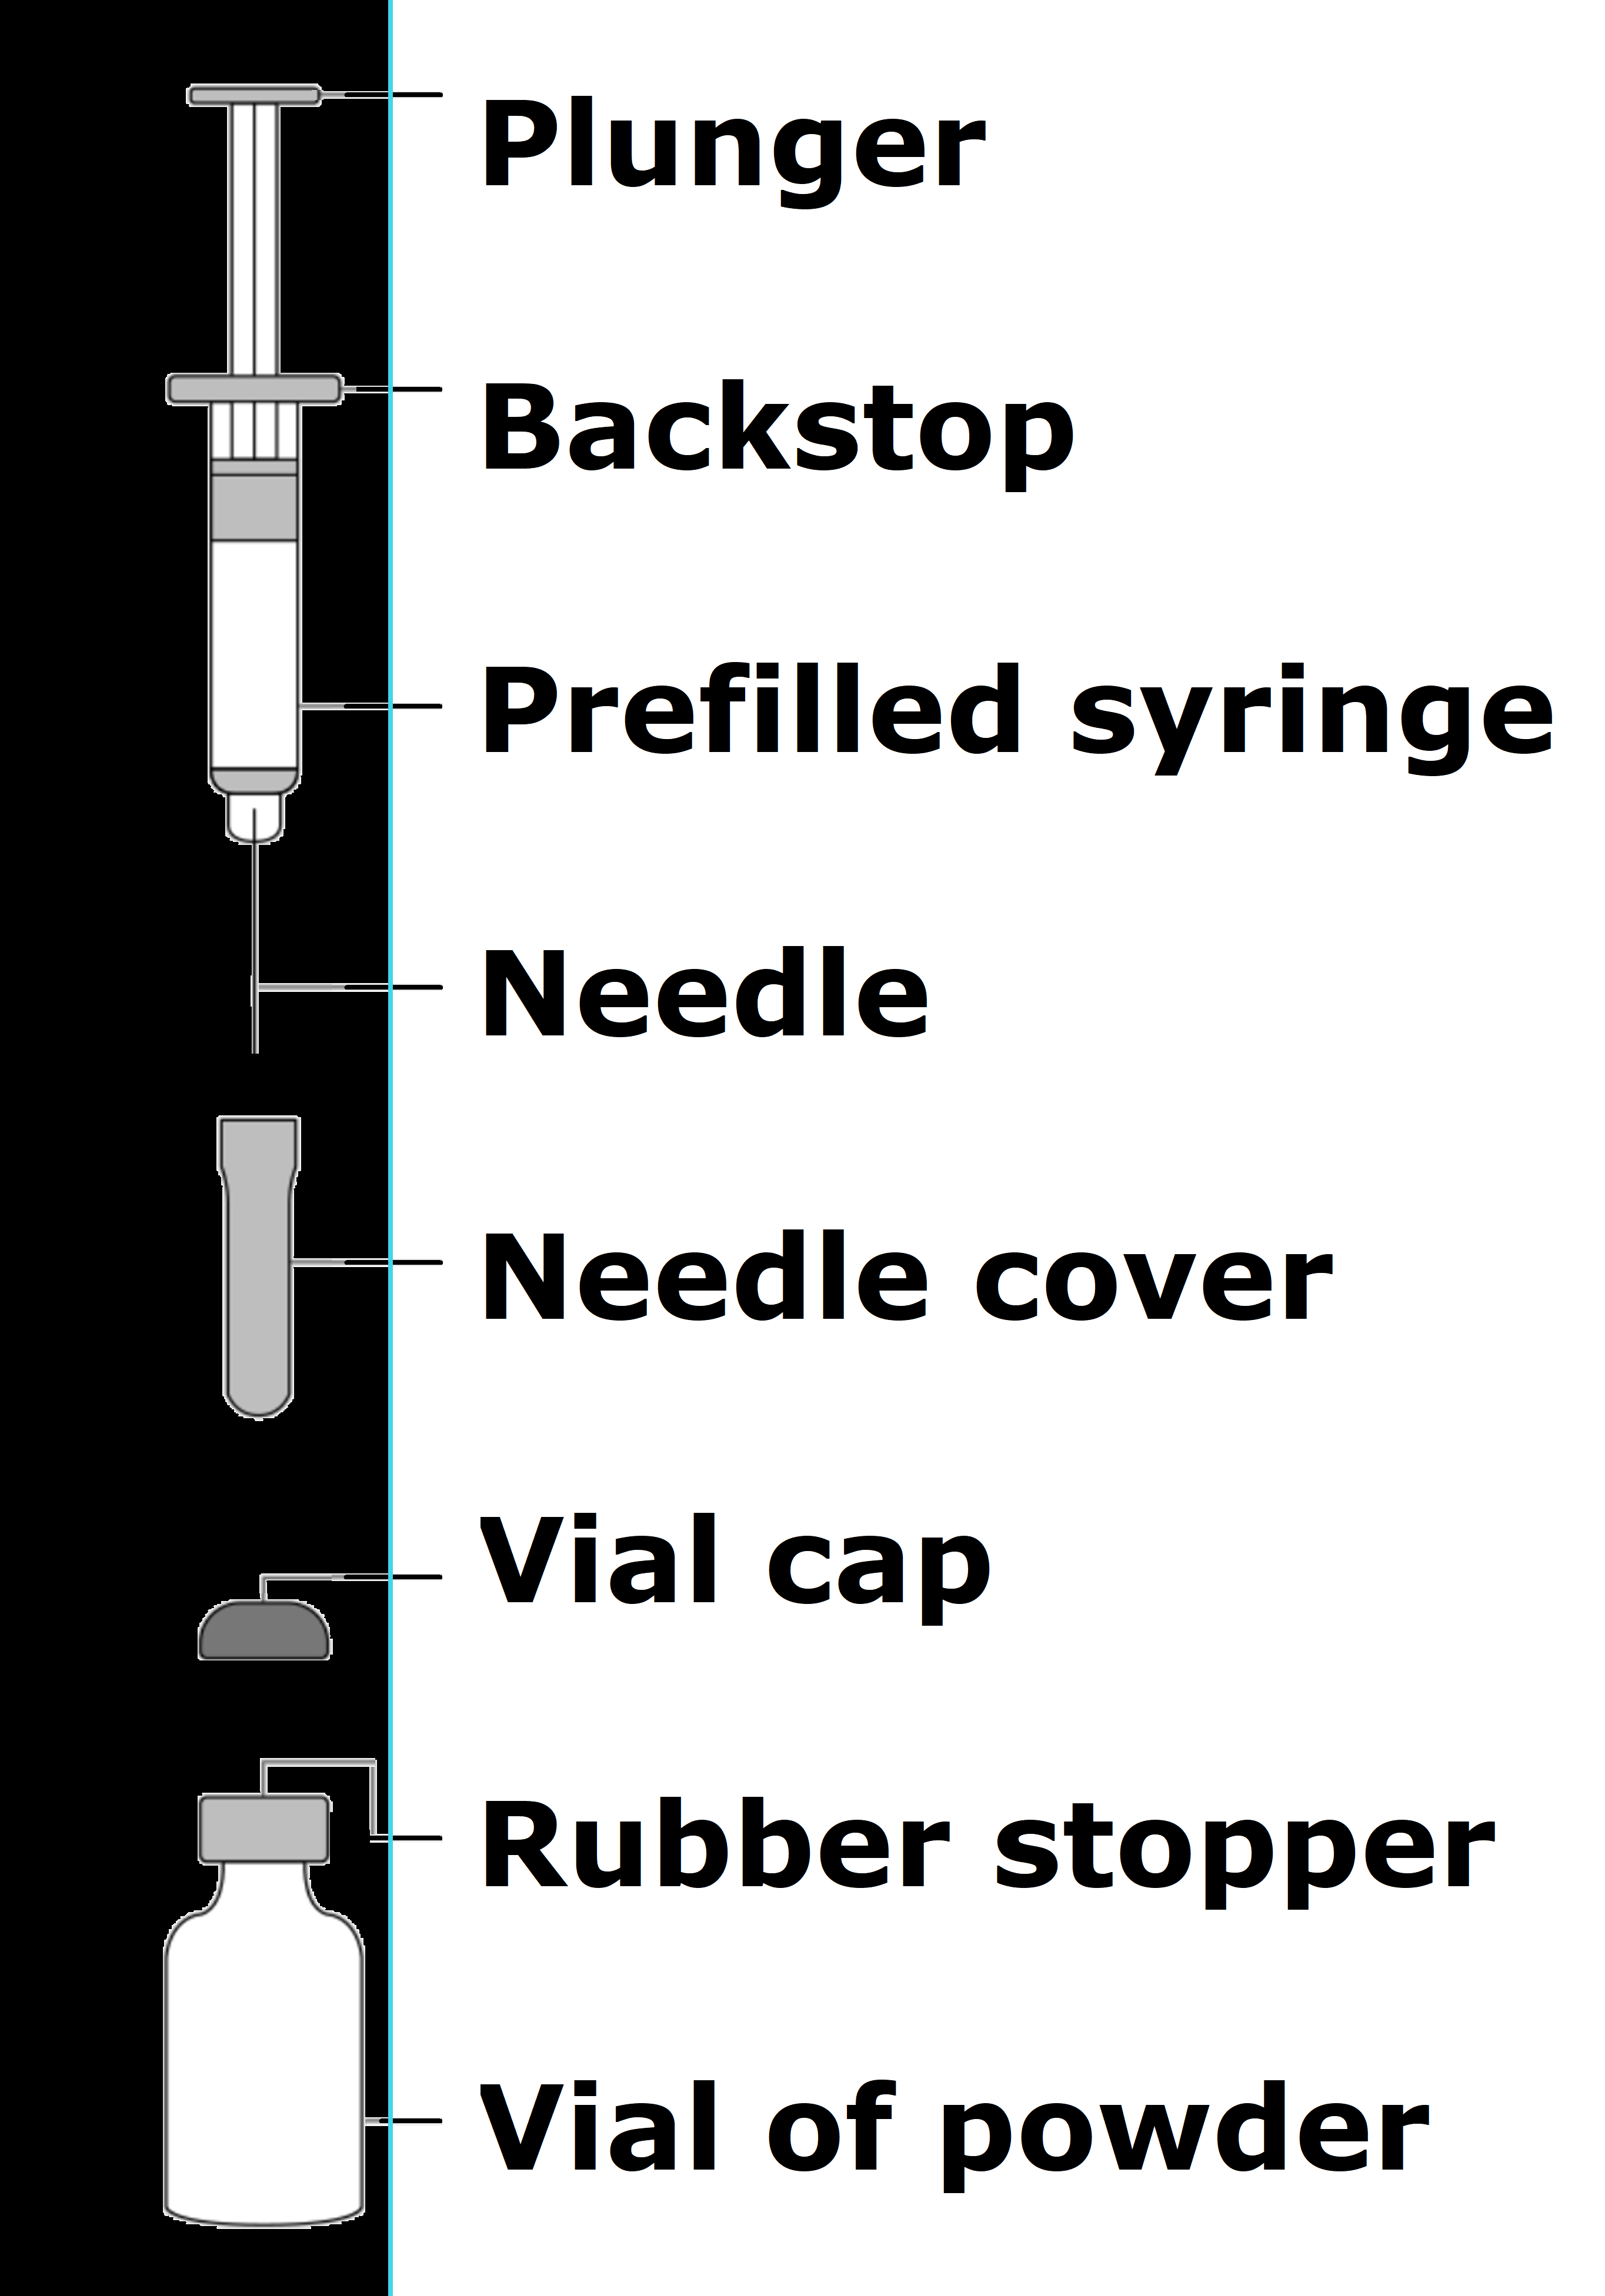 Plunger
Backstop
Prefilled syringe
Needle
Needle cover
Vial cap
Rubber stopper
Vial of powder